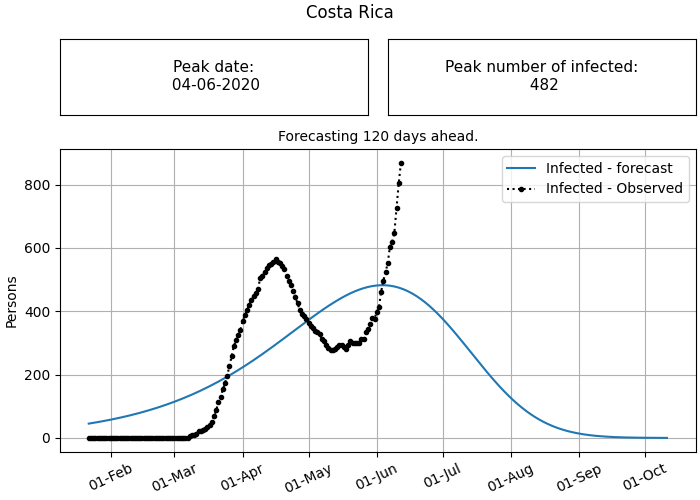 Costa Rica
Peak date:
04-06-2020
Peak number of infected:
482
Forecasting 120 days ahead.
Infected - forecast
Infected - Observed
Persons
800
600
400
200
0
01-Feb
01-Mar
01-Apr
01-May
01-Jun
01-Jul
01-Aug
01-Sep
01-Oct